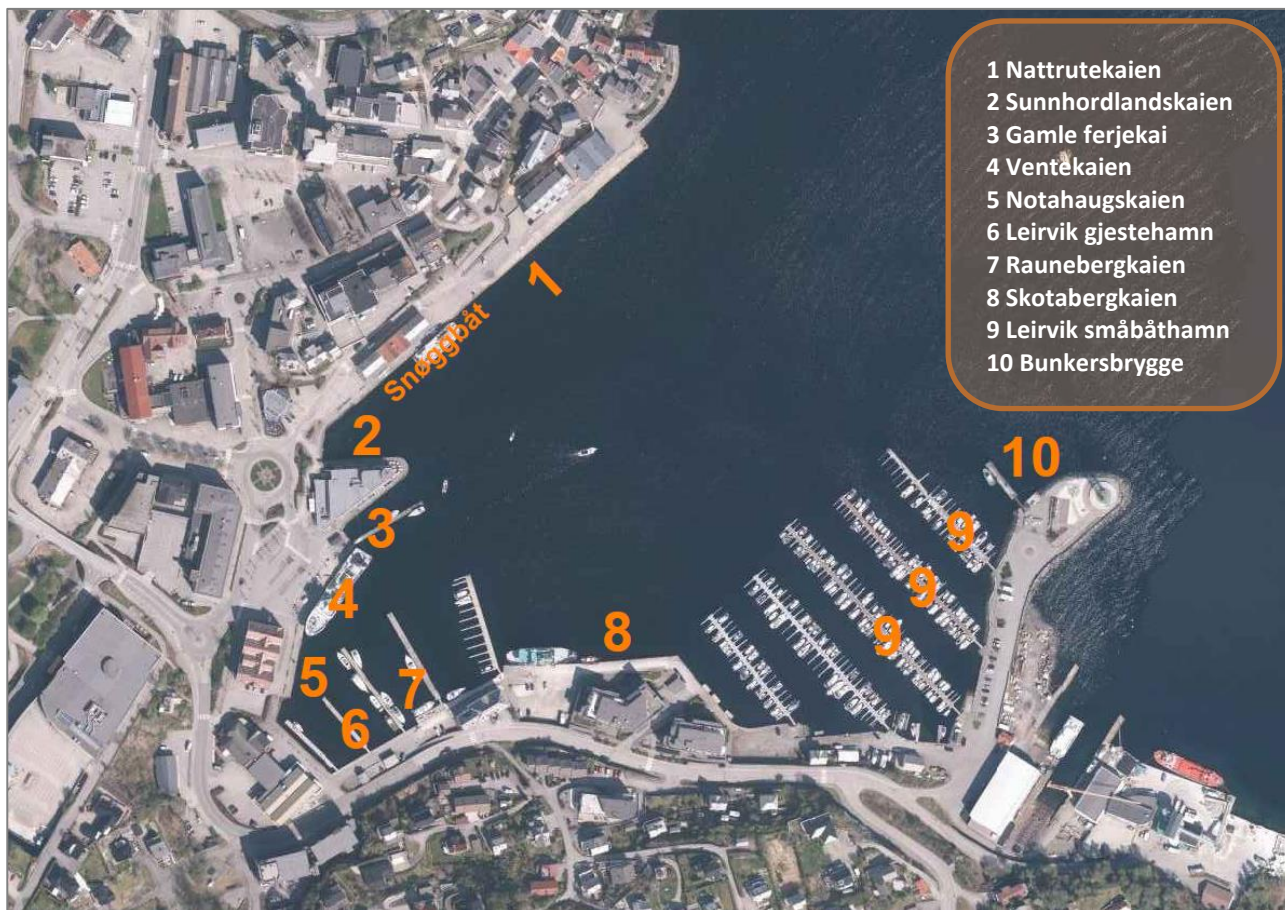 1 Nattrutekaien
2 Sunnhordlandskaien
3 Gamle ferjekai
4 Ventekaien
5 Notahaugskaien
6 Leirvik gjestehamn
7 Raunebergkaien
8 Skotabergkaien
9 Leirvik småbåthamn
10 Bunkersbrygge
1
Snøggbåt
2
10
3
9
9
4
8
9
5
7
6